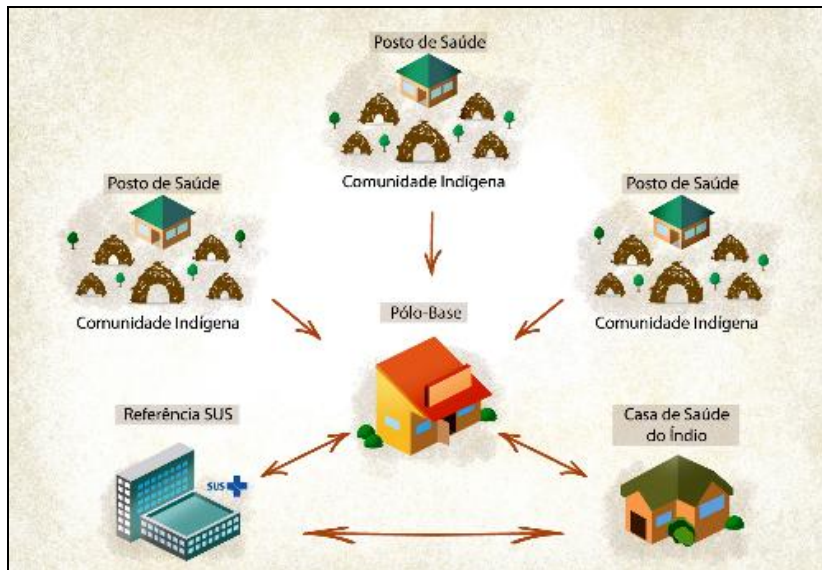 Posto de Saúde
Comunidade Indígena
Posto de Saúde
Comunidade Indígena
Posto de Saúde
Comunidade Indígena
Pólo-Base
Referência SUS
SUS
Casa de Saúde
do Índio